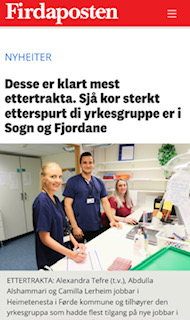 Firdaposten
NYHEITER
Desse er klart mest
ettertrakta. Sjå kor sterkt
etterspurt di yrkesgruppe er i
Sogn og Fjordane
ETTERTRAKTA: Alexandra Tefre (t.v.), Abdulla
Alshammari og Camilla Lerheim jobbar i
Heimetenesta i Førde kommune og tilhøyrer den
yrkesgruppa som hadde flest tilgang på nye jobbar i